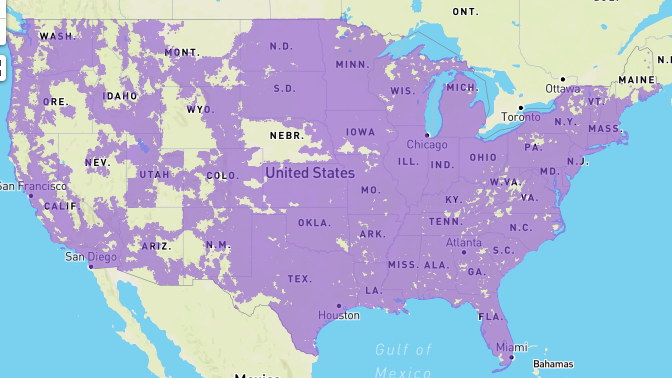 ONT.
WASH.
MONT.
N.D.
MINN.
Ottawa
MAINE
N.
ORE.
IDAHO
S.D.
WIS.
MICH.
Toronto
VT.
WYO.
N.Y.
MASS.
NEBR.
IOWA
Chicago
PA.
NEV.
UTAH
COLO.
United States
ILL.
IND.
OHIO
N.J.
MD.
San Francisco
CALIF
MO.
KY.
W.VA.
VA.
OKLA.
ARK.
TENN.
N.C.
San Diego
ARIZ.
N.M.
Atlanta
S.C.
TEX.
MISS.
ALA.
GA.
LA.
Houston
FLA.
Gulf of
Mexico
Miami
Bahamas
Mexico